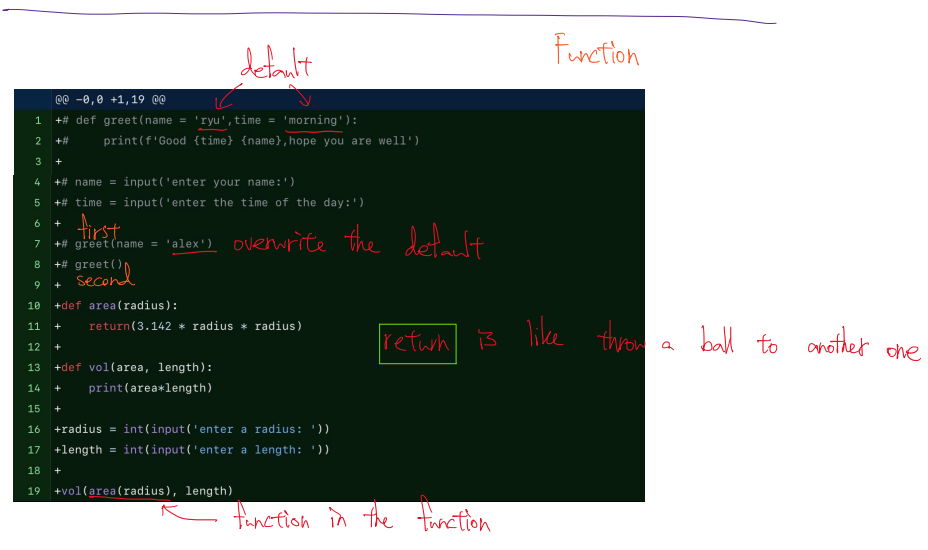 Function
default
@@ -0,0 +1,19 @@
1 +# def greet(name = 'ryu',time = 'morning'):
2 +#     print(f'Good {time} {name},hope you are well')
3 +
4 +# name = input('enter your name:')
5 +# time = input('enter the time of the day:')
6 +
first
7 +# greet(name = 'alex') overwrite the default
8 +# greet()
second
9 +
10 +def area(radius):
11 +    return(3.142 * radius * radius)
return is like throw a ball to another one
12 +
13 +def vol(area, length):
14 +    print(area*length)
15 +
16 +radius = int(input('enter a radius: '))
17 +length = int(input('enter a length: '))
18 +
19 +vol(area(radius), length)
function in the function